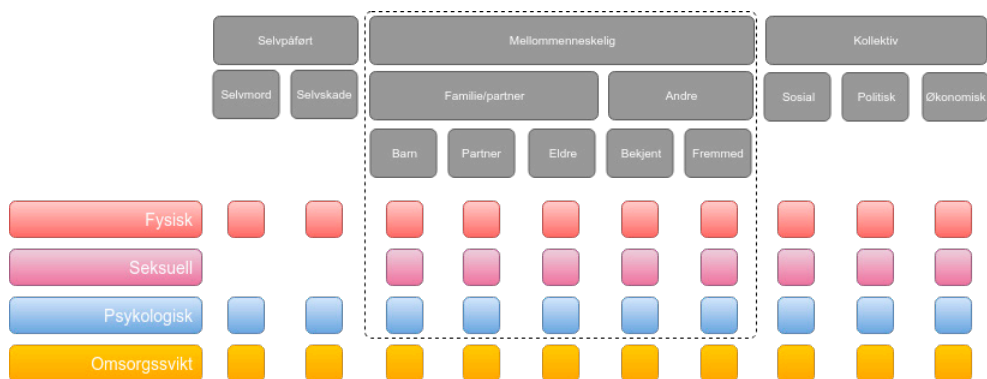 Selvpåført
Mellommenneskelig
Kollektiv
Selvmord
Selvskade
Familie/partner
Andre
Sosial
Politisk
Økonomisk
Barn
Partner
Eldre
Bekjent
Fremmed
Fysisk
Seksuell
Psykologisk
Omsorgssvikt